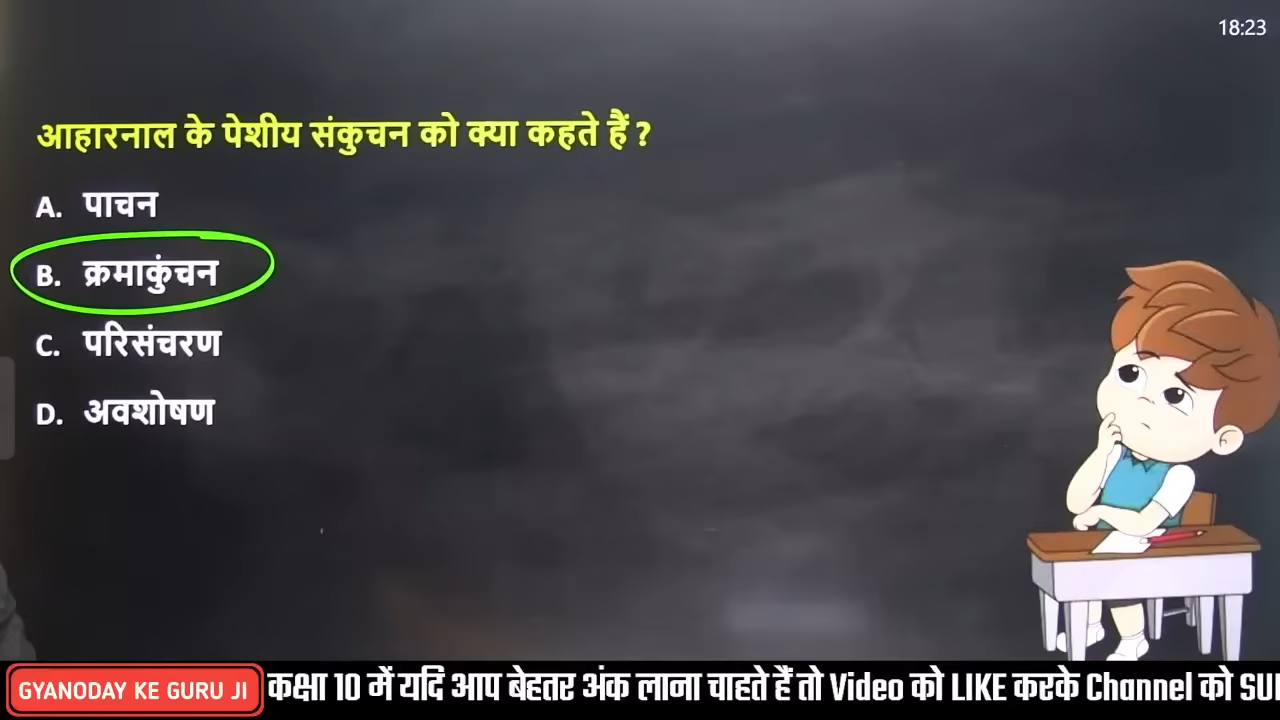 18:23
आहारनाल के पेशीय संकुचन को क्या कहते हैं ?
A. पाचन
B. क्रमाकुंचन
C. परिसंचरण
D. अवशोषण
GYANODAY KE GURU JI कक्षा 10 में यदि आप बेहतर अंक लाना चाहते हैं तो Video को LIKE करके Channel को